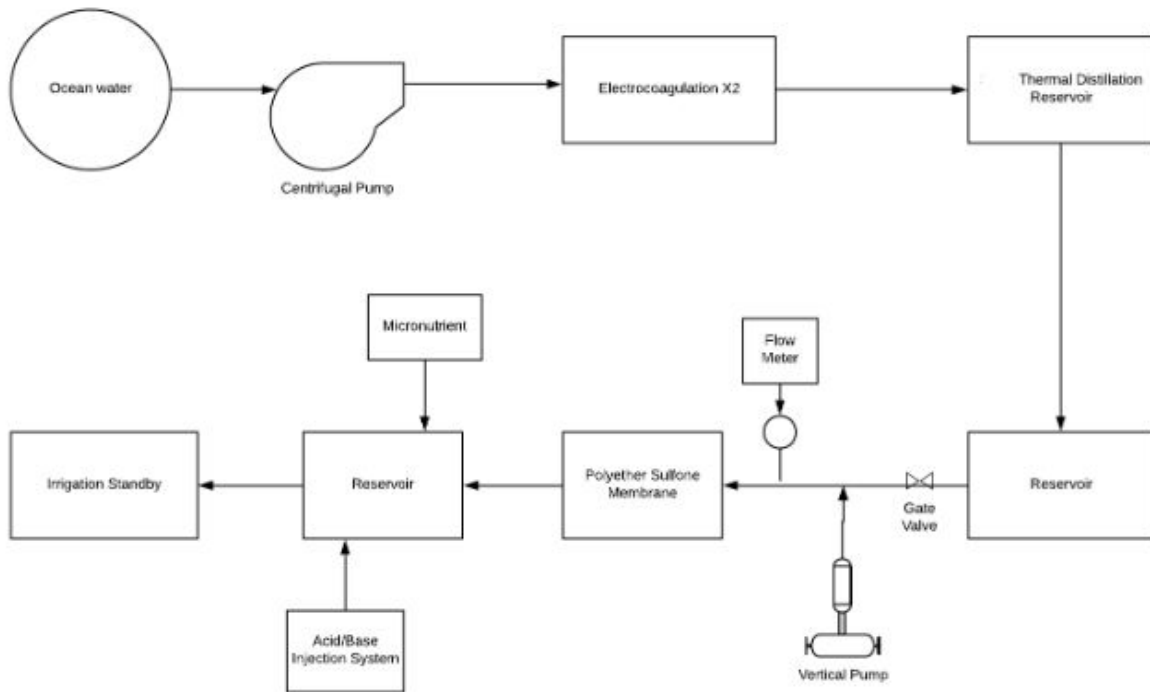 Ocean water
Centrifugal Pump
Electrocoagulation X2
Thermal Distillation
Reservoir
Micronutrient
Flow
Meter
Irrigation Standby
Reservoir
Polyether Sulfone
Membrane
Gate
Valve
Reservoir
Acid/Base
Injection System
Vertical Pump